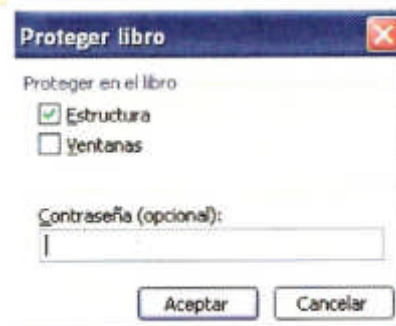 Proteger libro
Proteger en el libro
Estructura
Ventanas
Contraseña (opcional):
Aceptar Cancelar